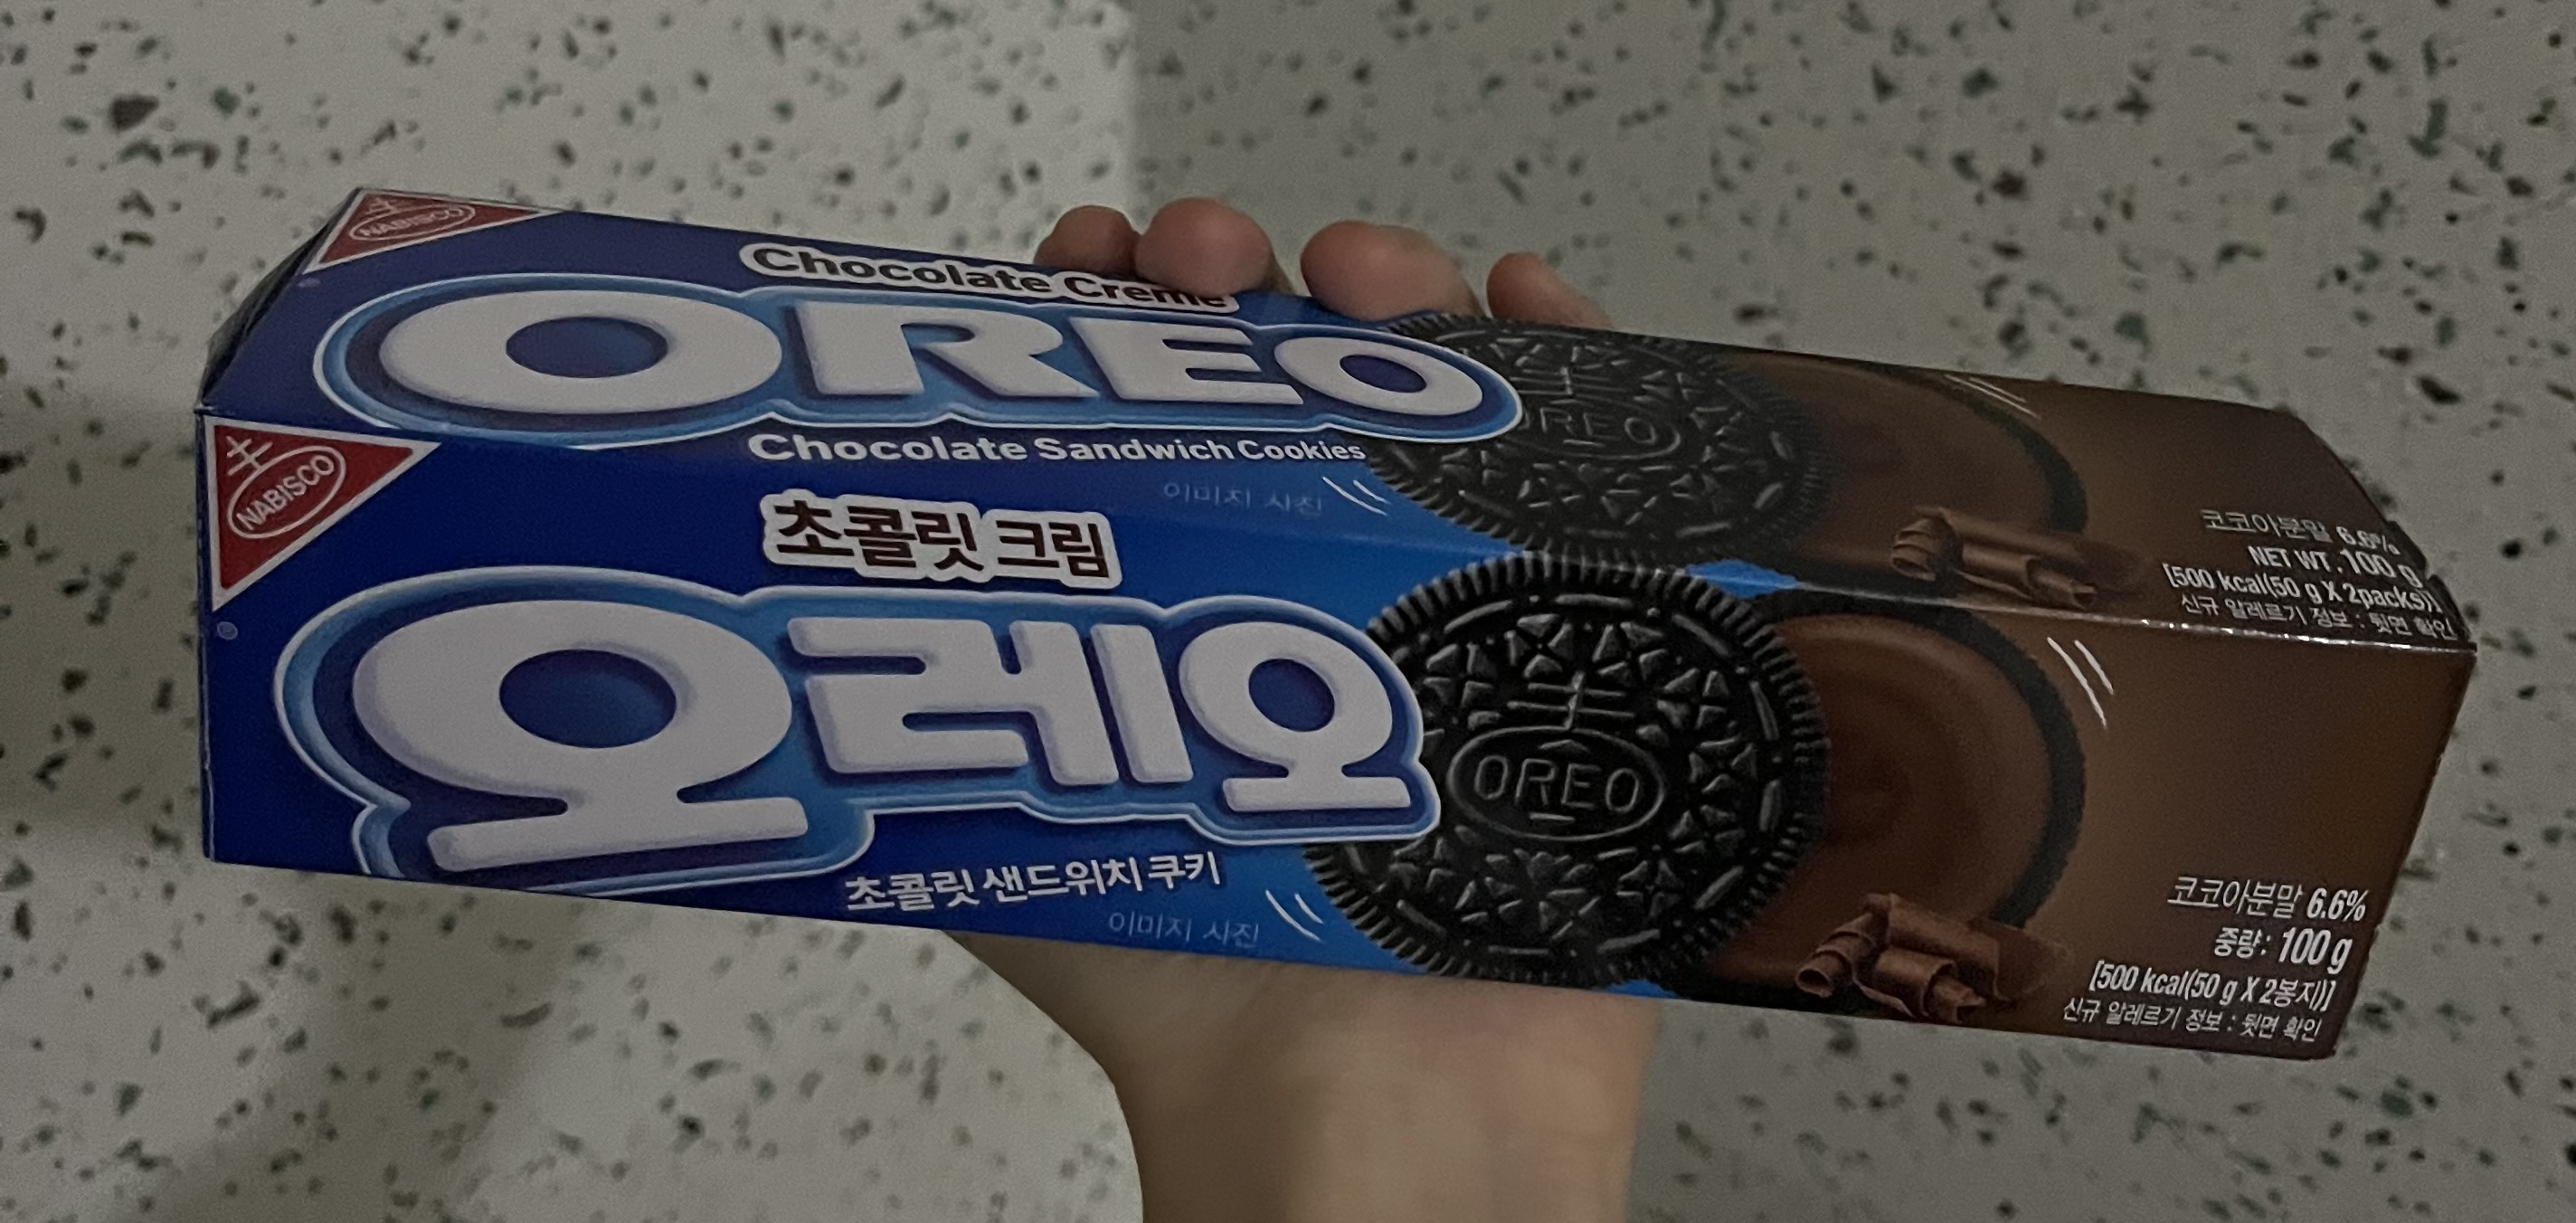 NABISCO
Chocolate Creme
OREO
Chocolate Sandwich Cookies
이미지 사진
OREO
코코아분말 6.6%
NET WT. 100 g
[500 kcal(50 g X 2packs)]
신규 알레르기 정보 : 뒷면 확인
NABISCO
초콜릿 크림
오레오
초콜릿 샌드위치 쿠키
이미지 사진
OREO
코코아분말 6.6%
중량: 100 g
[500 kcal(50 g X 2봉지)]
신규 알레르기 정보 : 뒷면 확인